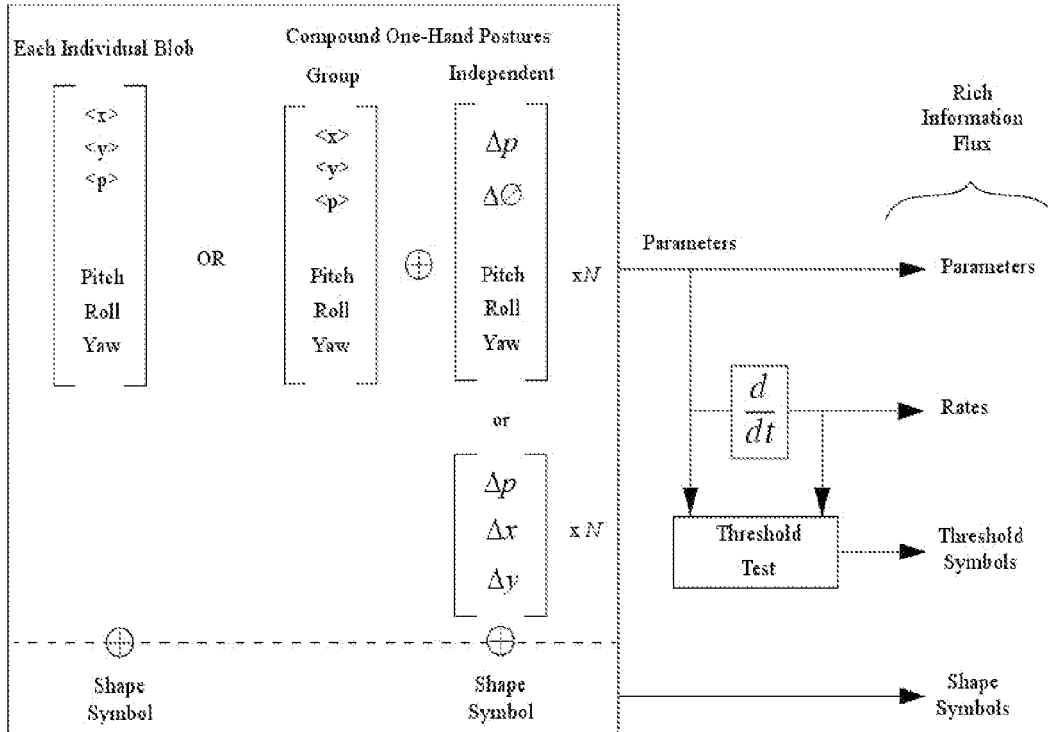 Each Individual Blob
<x>
<y>
<p>
Pitch
Roll
Yaw
OR
Compound One-Hand Postures
Group
<x>
<y>
<p>
Pitch
Roll
Yaw
⊕
Independent
Δp
Δ∅
Pitch
Roll
Yaw
xN
or
Δp
Δx
Δy
x N
⊕
Shape
Symbol
⊕
Shape
Symbol
Parameters
d
dt
Threshold
Test
Rich
Information
Flux
Parameters
Rates
Threshold
Symbols
Shape
Symbols